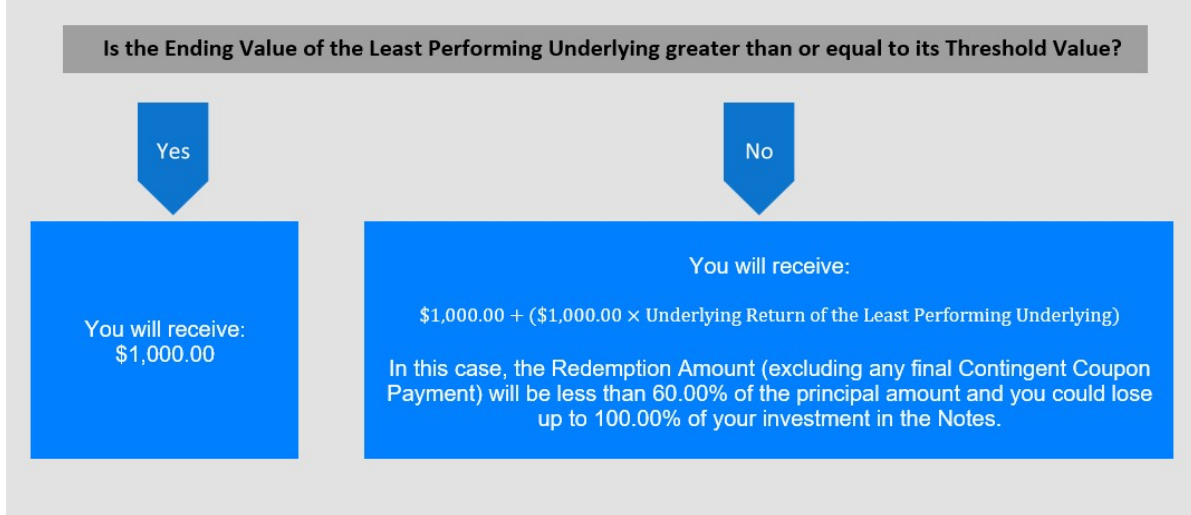 Is the Ending Value of the Least Performing Underlying greater than or equal to its Threshold Value?
Yes
No
You will receive:
$1,000.00
You will receive:
$1,000.00 + ($1,000.00 × Underlying Return of the Least Performing Underlying)
In this case, the Redemption Amount (excluding any final Contingent Coupon
Payment) will be less than 60.00% of the principal amount and you could lose
up to 100.00% of your investment in the Notes.